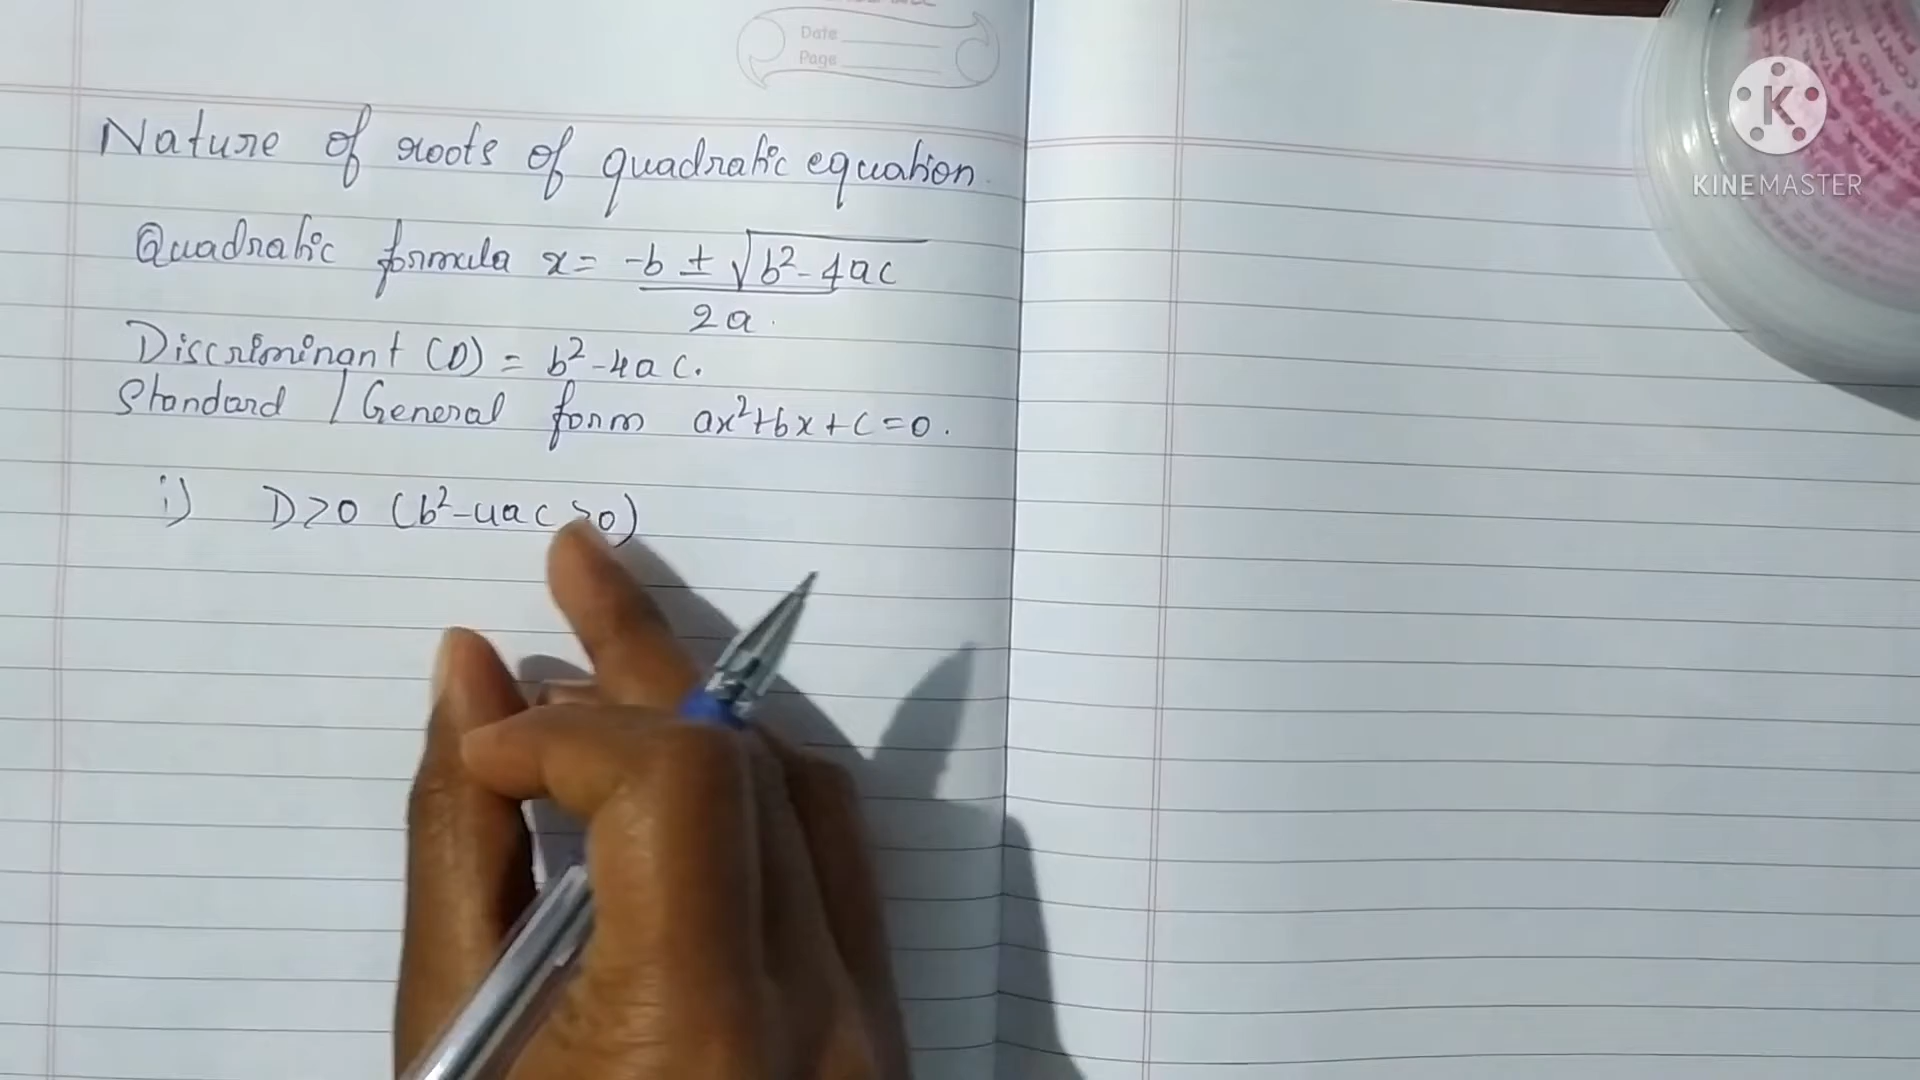 Date
Page
Nature of roots of quadratic equation.
Quadratic formula x = -b ± √b² - 4ac
2a.
Discriminant (D) = b² - 4ac.
Standard / General form ax² + bx + c = 0.
i) D > 0 (b² - 4ac > 0)
K
KINEMASTER